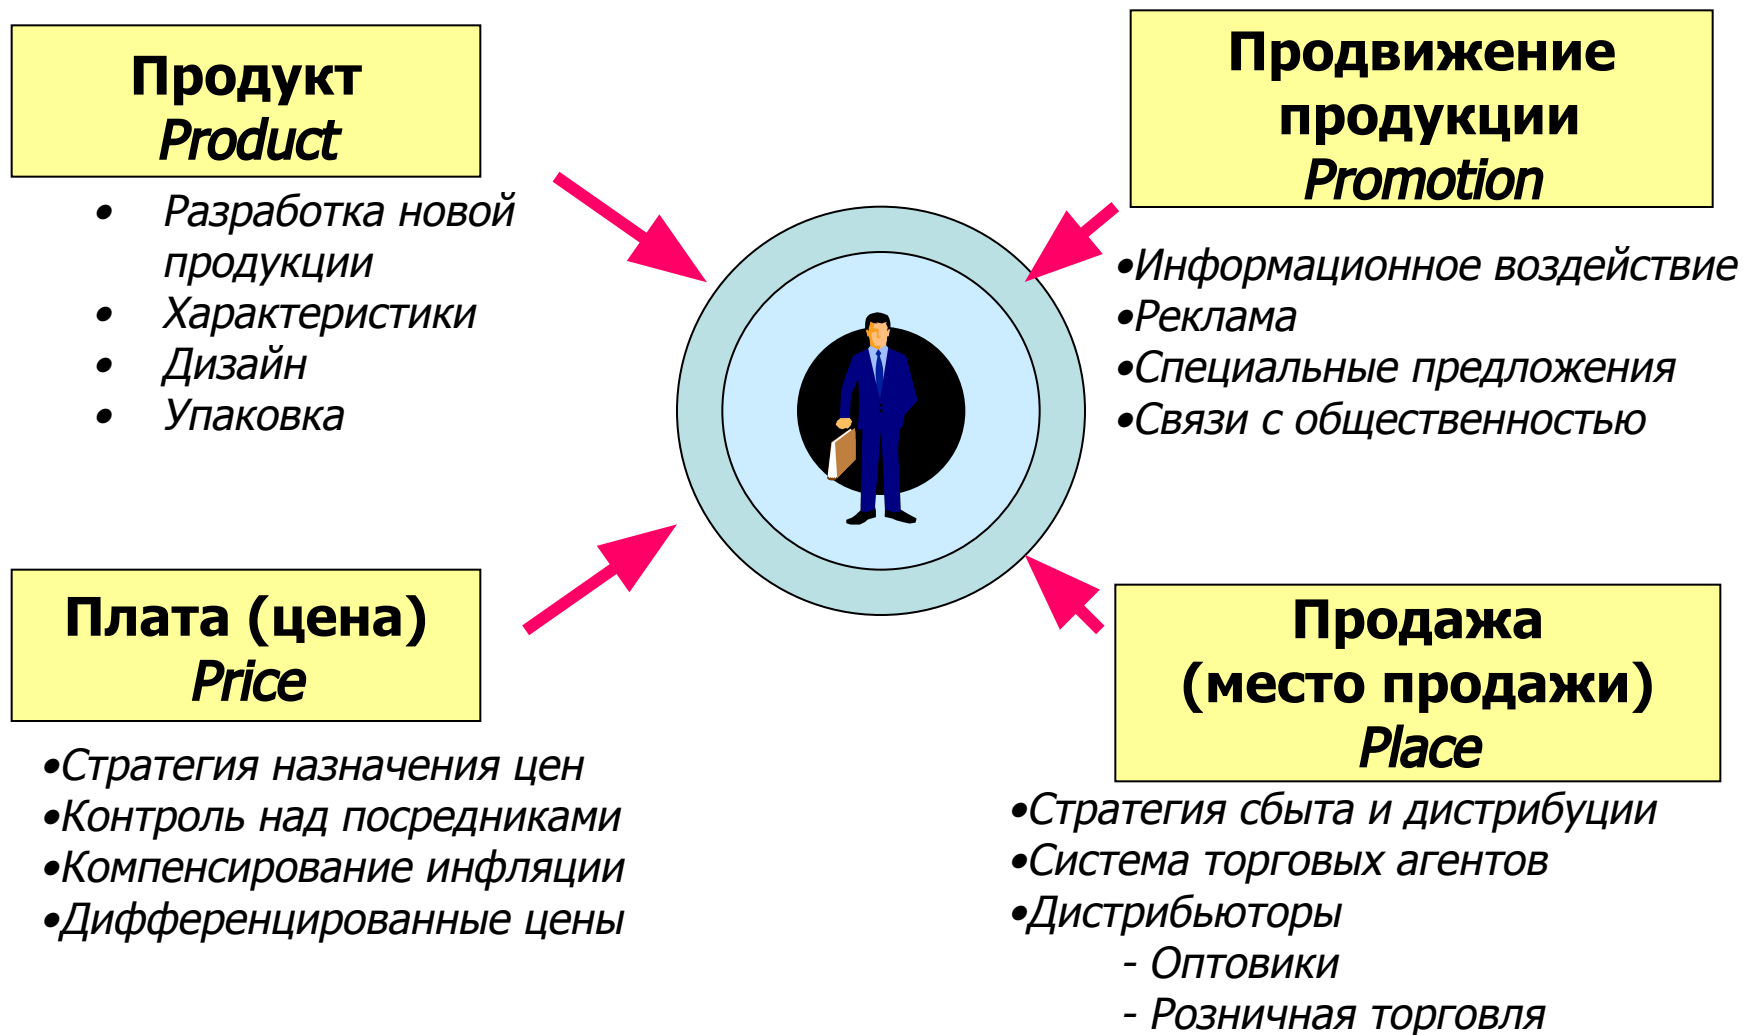 Продукт
Product
• Разработка новой
продукции
• Характеристики
• Дизайн
• Упаковка
Продвижение
продукции
Promotion
•Информационное воздействие
•Реклама
•Специальные предложения
•Связи с общественностью
Плата (цена)
Price
•Стратегия назначения цен
•Контроль над посредниками
•Компенсирование инфляции
•Дифференцированные цены
Продажа
(место продажи)
Place
•Стратегия сбыта и дистрибуции
•Система торговых агентов
•Дистрибьюторы
- Оптовики
- Розничная торговля